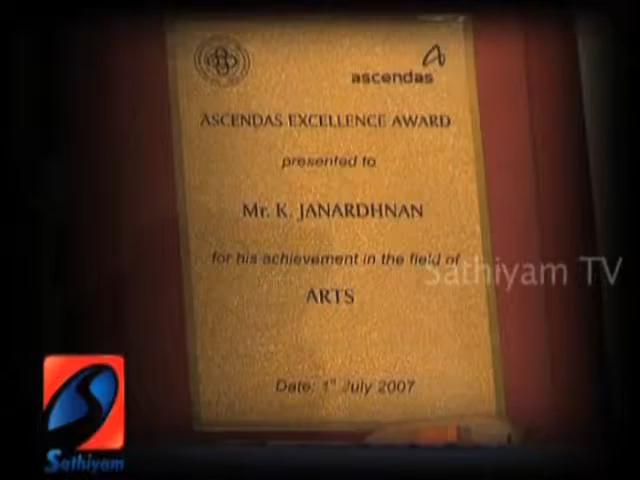 ascendas
ASCENDAS EXCELLENCE AWARD
presented to
Mr. K. JANARDHNAN
for his achievement in the field of
ARTS
Sathiyam TV
Date: 1st July 2007
Sathiyam